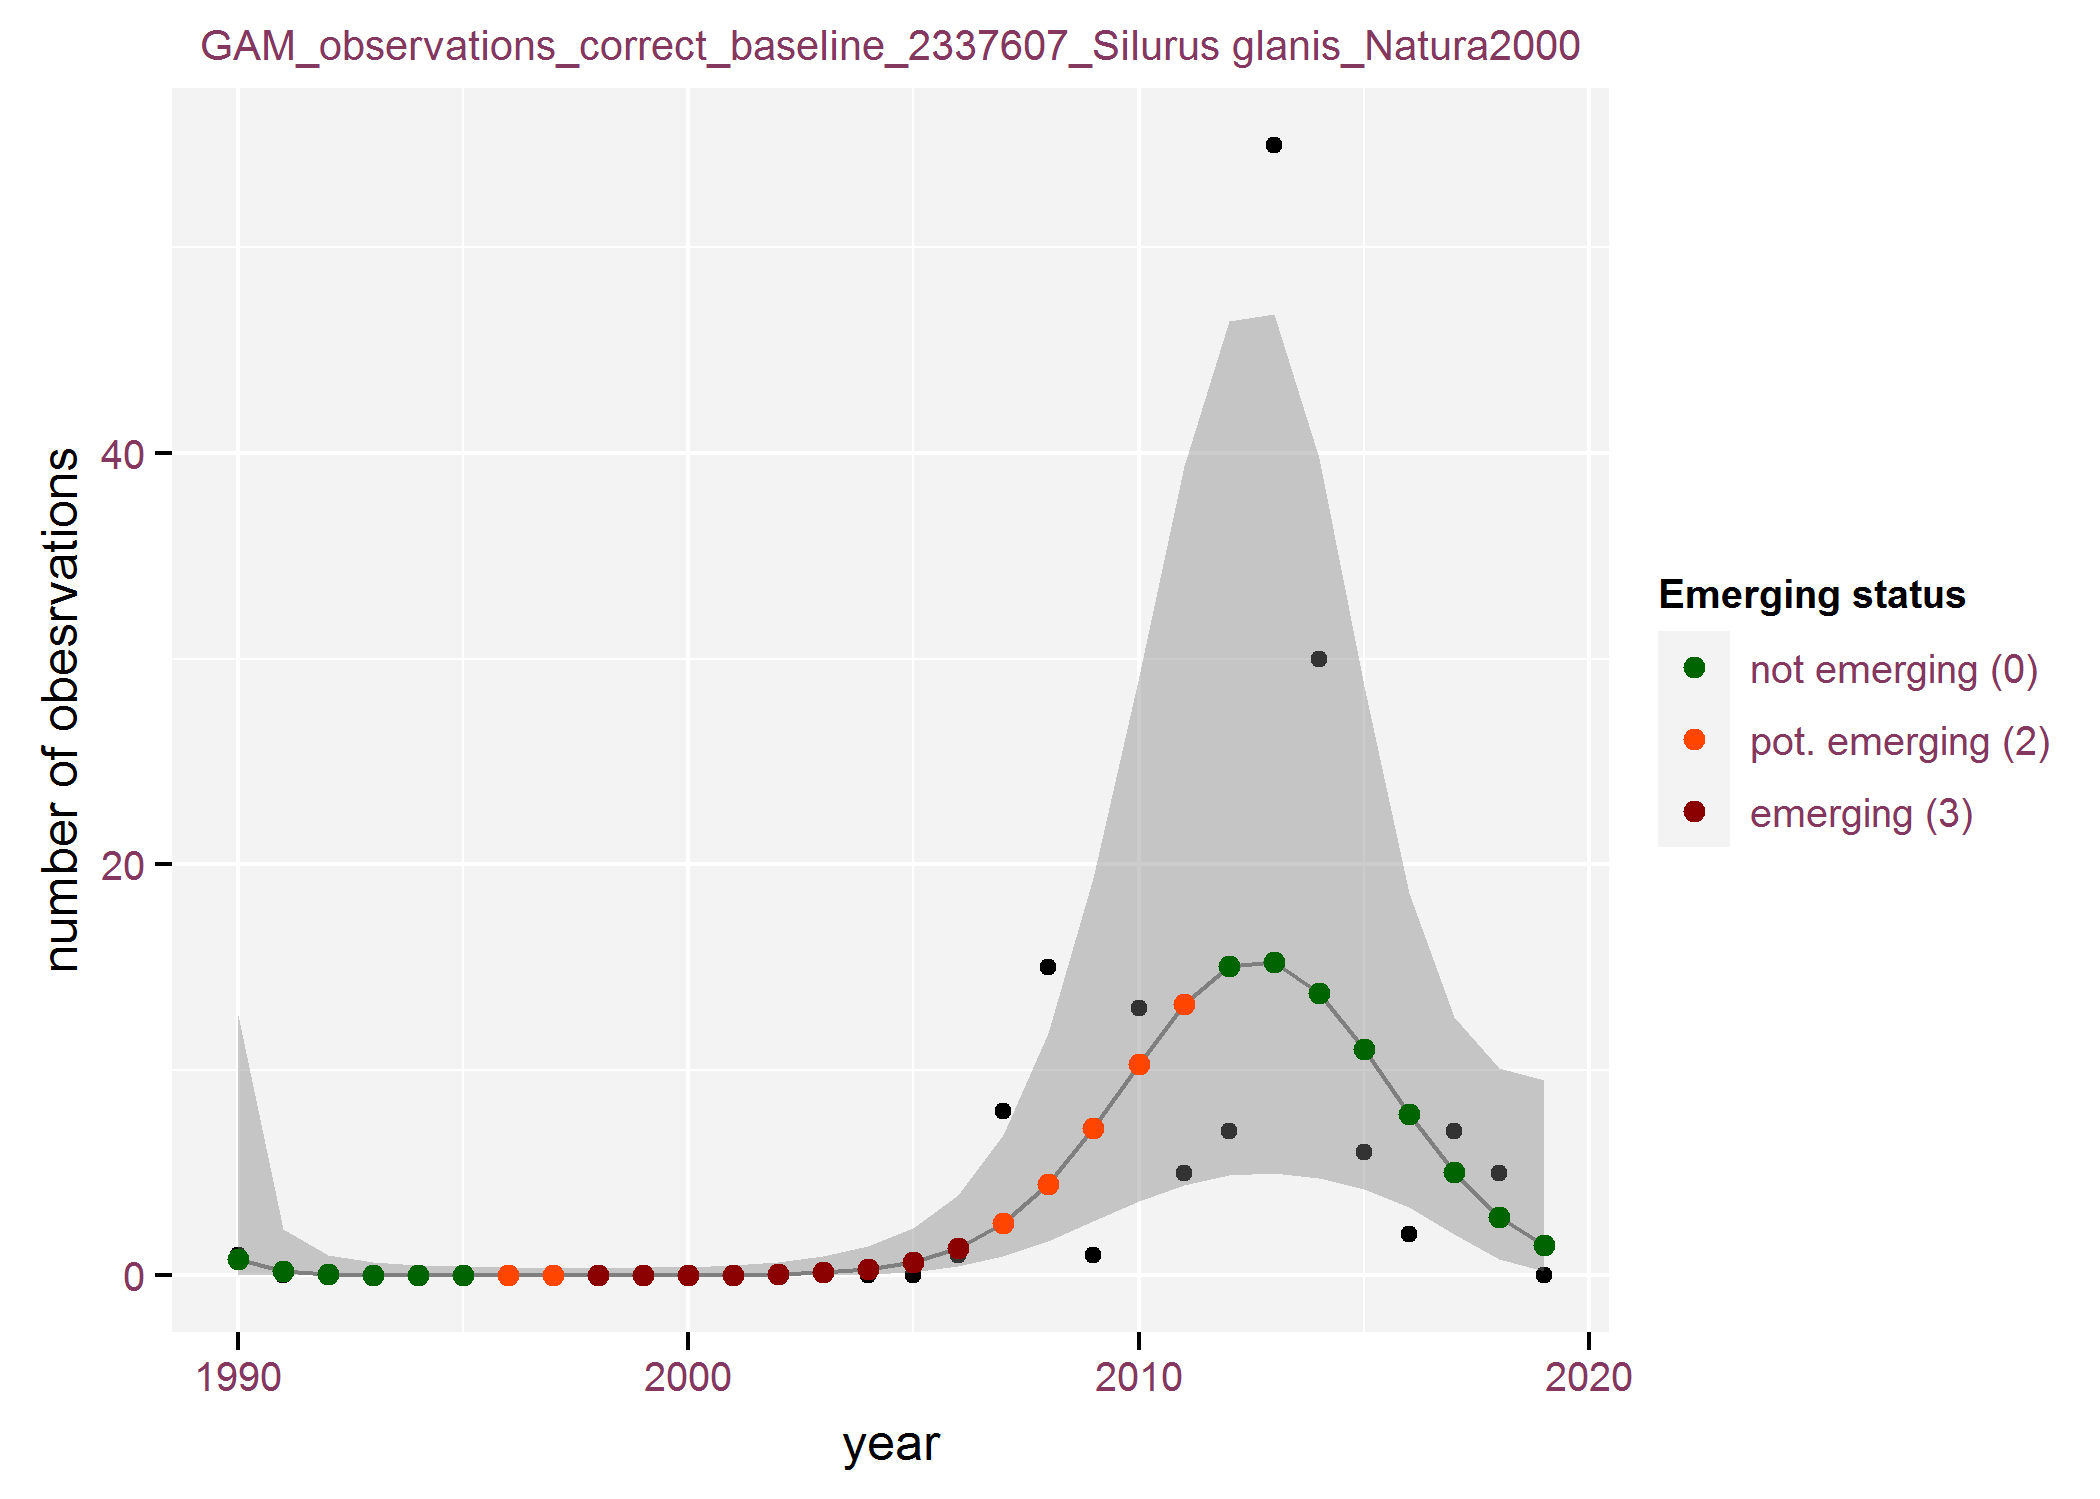 GAM_observations_correct_baseline_2337607_Silurus glanis_Natura2000
number of obesrvations
40
20
0
1990
2000
2010
2020
year
Emerging status
not emerging (0)
pot. emerging (2)
emerging (3)